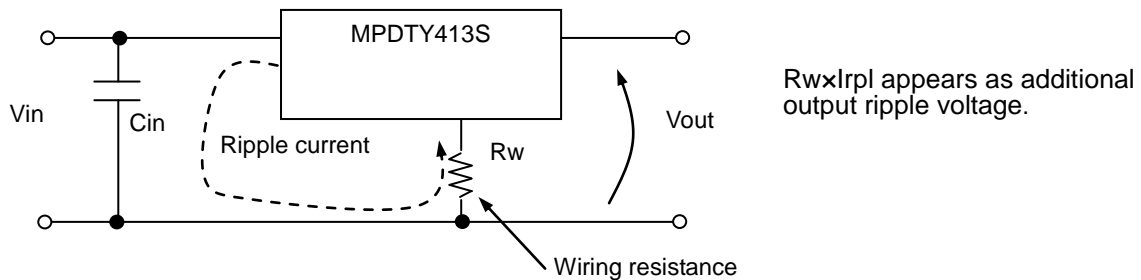 MPDTY413S
Rw×Irpl appears as additional
output ripple voltage.
Vin
Cin
Vout
Ripple current
Rw
Wiring resistance